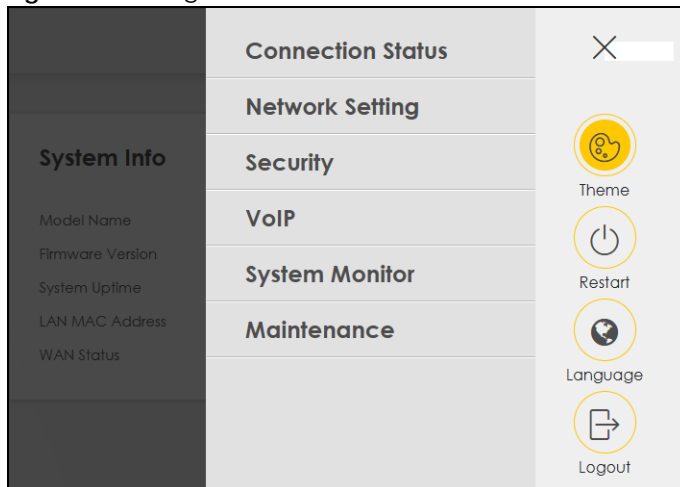 System Info
Model Name
Firmware Version
System Uptime
LAN MAC Address
WAN Status
Connection Status
Network Setting
Security
VoIP
System Monitor
Maintenance
Theme
Restart
Language
Logout